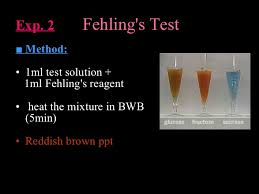 Exp. 2 Fehling's Test
■ Method:
• 1ml test solution +
1ml Fehling's reagent
• heat the mixture in BWB
(5min)
• Reddish brown ppt
glucose fructose sucrose